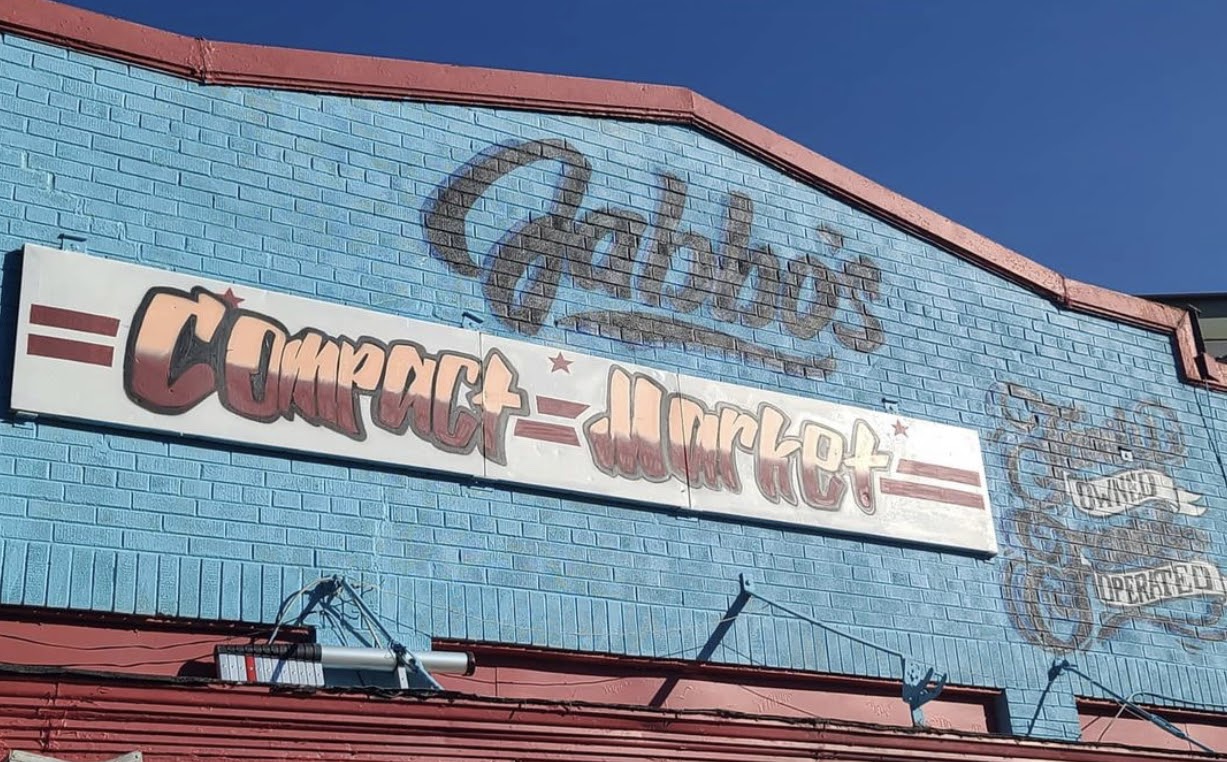 Jabbo's
Compact Market
OWNED
OPERATED